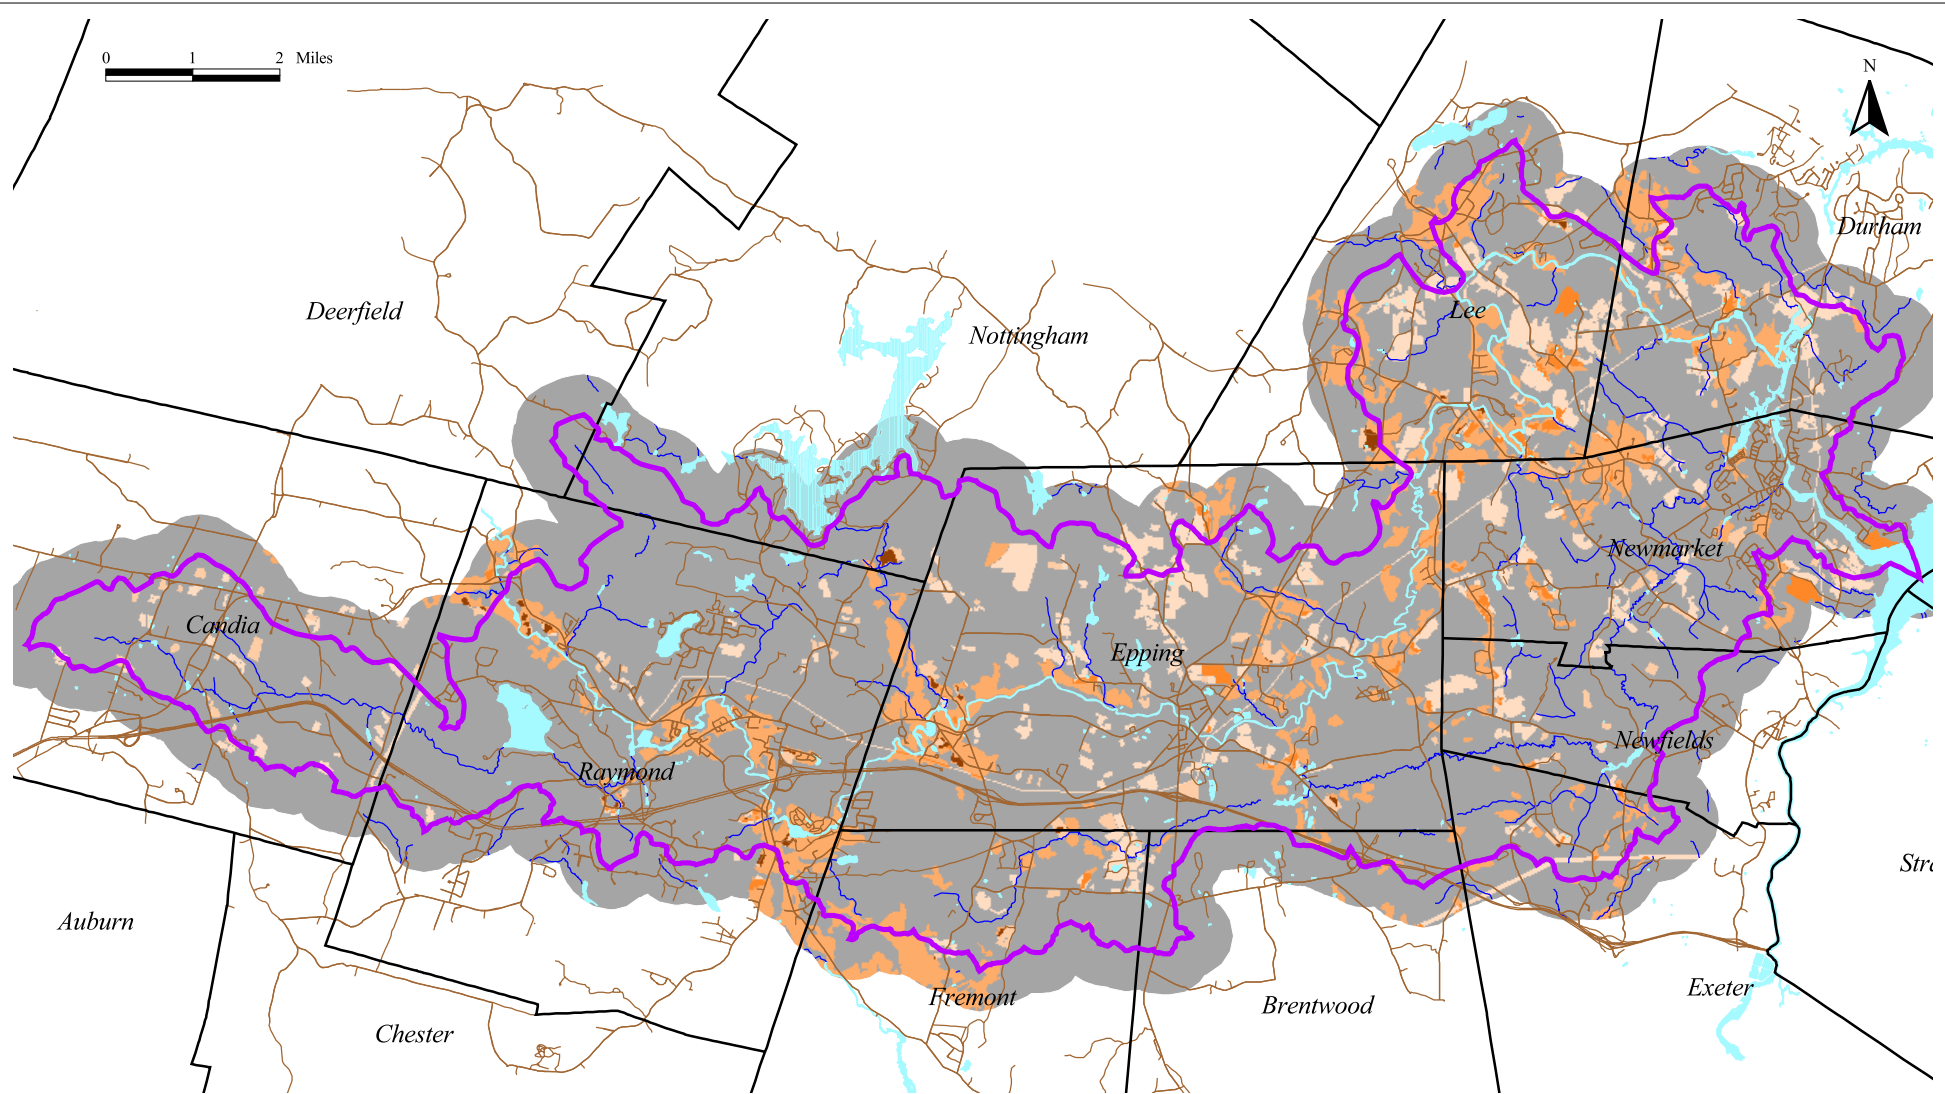 0 1 2 Miles
N
Durham
Deerfield
Nottingham
Lee
Newmarket
Candia
Epping
Newfields
Raymond
Auburn
Fremont
Brentwood
Exeter
Chester